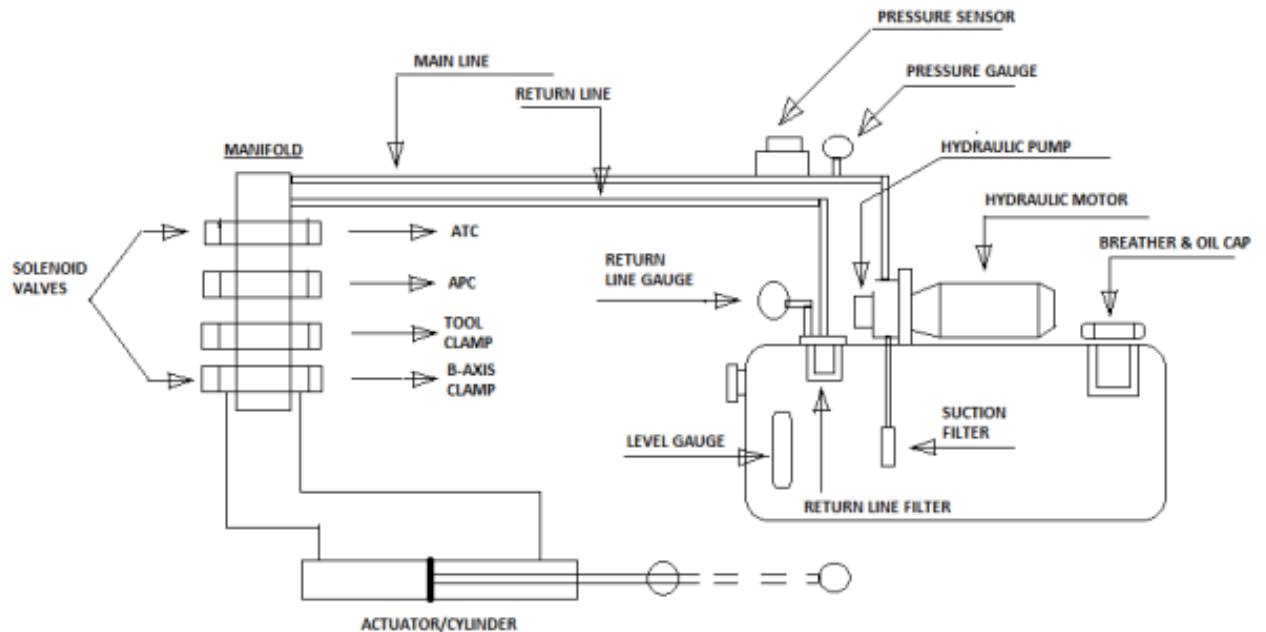 PRESSURE SENSOR
MAIN LINE
PRESSURE GAUGE
RETURN LINE
MANIFOLD
HYDRAULIC PUMP
HYDRAULIC MOTOR
ATC
BREATHER & OIL CAP
SOLENOID
VALVES
RETURN
LINE GAUGE
APC
TOOL
CLAMP
B-AXIS
CLAMP
SUCTION
FILTER
LEVEL GAUGE
RETURN LINE FILTER
ACTUATOR/CYLINDER